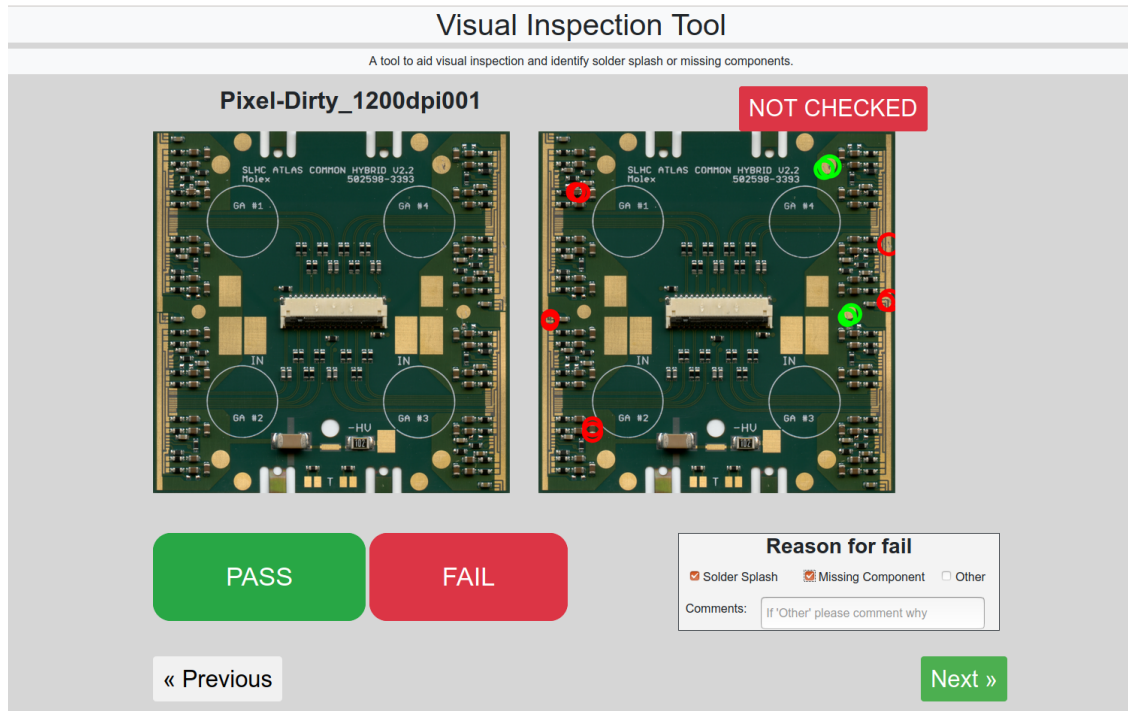 Visual Inspection Tool
A tool to aid visual inspection and identify solder splash or missing components.
Pixel-Dirty_1200dpi001
NOT CHECKED
SLHC ATLAS COMMON HYBRID V2.2
Molex 502598-3393
GA #1 GA #4
IN IN
GA #2 GA #3
-HV
102
T
SLHC ATLAS COMMON HYBRID V2.2
Molex 502598-3393
GA #1 GA #4
IN IN
GA #2 GA #3
-HV
102
T
PASS
FAIL
Reason for fail
Solder Splash Missing Component Other
Comments: If 'Other' please comment why
« Previous
Next »